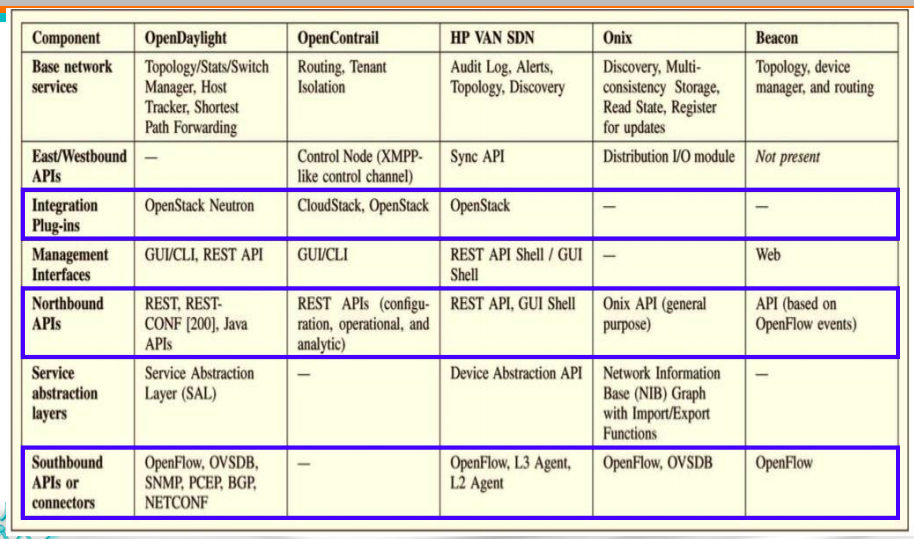 Component OpenDaylight OpenContrail HP VAN SDN Onix Beacon
Base network services
Topology/Stats/Switch
Manager, Host
Tracker, Shortest
Path Forwarding
Routing, Tenant
Isolation
Audit Log, Alerts,
Topology, Discovery
Discovery, Multi-
consistency Storage,
Read State, Register
for updates
Topology, device
manager, and routing
East/Westbound
APIs
—
Control Node (XMPP-
like control channel)
Sync API
Distribution I/O module
Not present
Integration
Plug-ins
OpenStack Neutron
CloudStack, OpenStack
OpenStack
—
—
Management
Interfaces
GUI/CLI, REST API
GUI/CLI
REST API Shell / GUI
Shell
—
Web
Northbound
APIs
REST, REST-
CONF [200], Java
APIs
REST APIs (configu-
ration, operational, and
analytic)
REST API, GUI Shell
Onix API (general
purpose)
API (based on
OpenFlow events)
Service
abstraction
layers
Service Abstraction
Layer (SAL)
—
Device Abstraction API
Network Information
Base (NIB) Graph
with Import/Export
Functions
—
Southbound
APIs or
connectors
OpenFlow, OVSDB,
SNMP, PCEP, BGP,
NETCONF
—
OpenFlow, L3 Agent,
L2 Agent
OpenFlow, OVSDB
OpenFlow